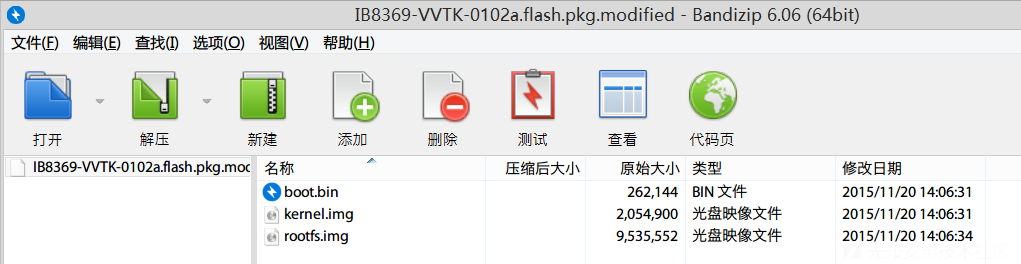 IB8369-VVTK-0102a.flash.pkg.modified - Bandizip 6.06 (64bit)
文件(F) 编辑(E) 查找(I) 选项(O) 视图(V) 帮助(H)
打开 解压 新建 添加 删除 测试 查看 代码页
IB8369-VVTK-0102a.flash.pkg.moc 名称 压缩后大小 原始大小 类型 修改日期
boot.bin 262,144 BIN 文件 2015/11/20 14:06:31
kernel.img 2,054,900 光盘映像文件 2015/11/20 14:06:31
rootfs.img 9,535,552 光盘映像文件 2015/11/20 14:06:34